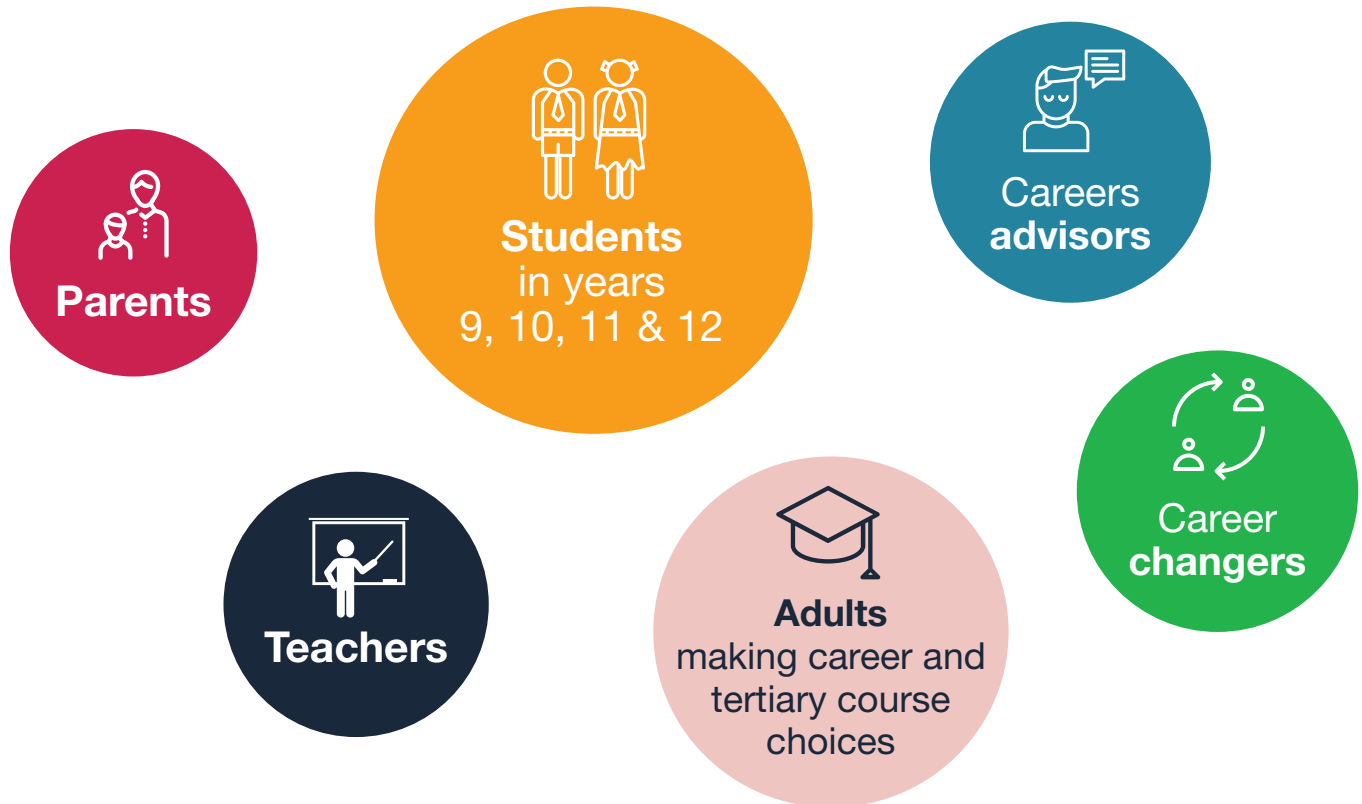 Parents
Students
in years
9, 10, 11 & 12
Careers
advisors
Career
changers
Teachers
Adults
making career and
tertiary course
choices